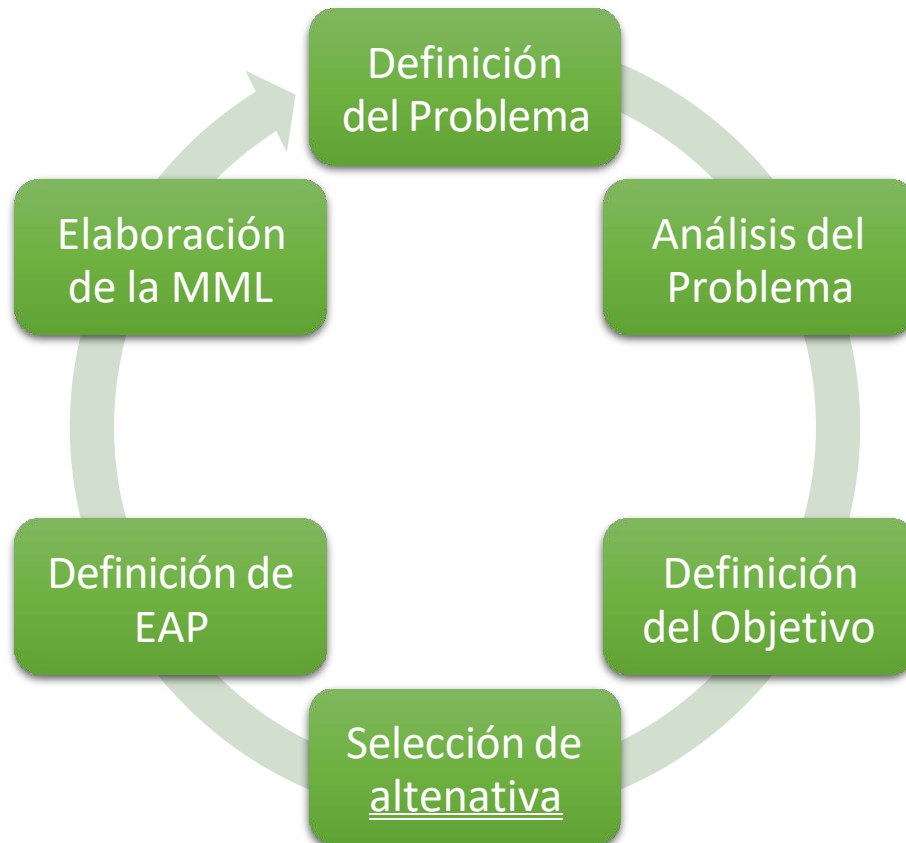 Definición
del Problema
Análisis del
Problema
Definición
del Objetivo
Selección de
altenativa
Definición de
EAP
Elaboración
de la MML